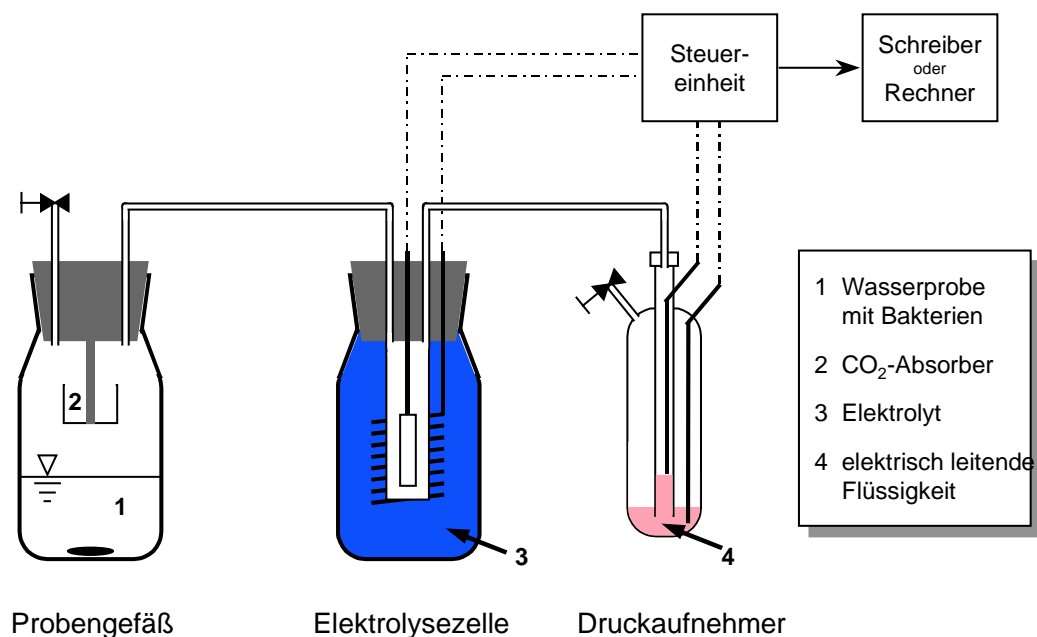 Steuer-
einheit
Schreiber
oder
Rechner
2
1
3
4
1 Wasserprobe
mit Bakterien
2 CO₂-Absorber
3 Elektrolyt
4 elektrisch leitende
Flüssigkeit
Probengefäß
Elektrolysezelle
Druckaufnehmer